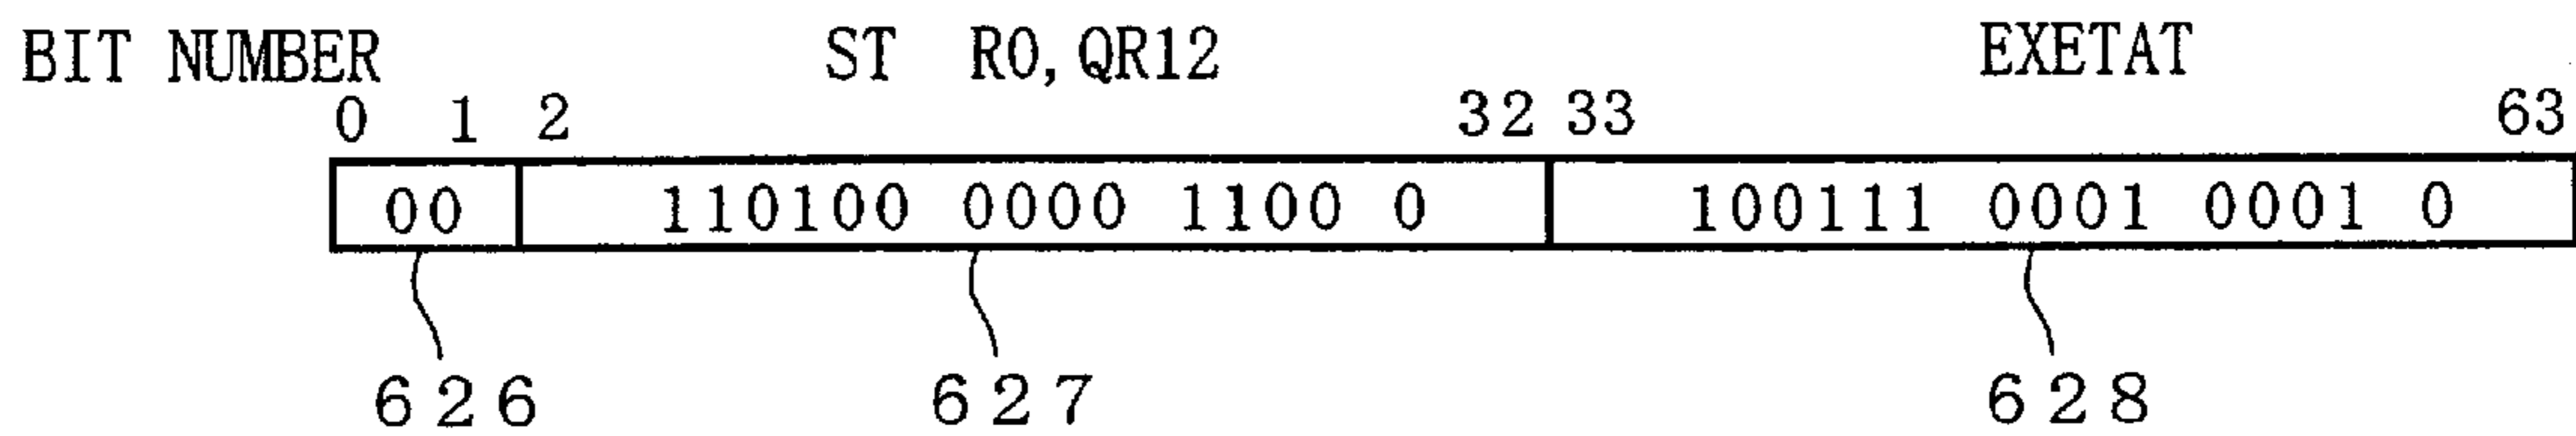 BIT NUMBER ST R0,QR12 EXETAT
0 1 2 32 33 63
00 110100 0000 1100 0 100111 0001 0001 0
626 627 628